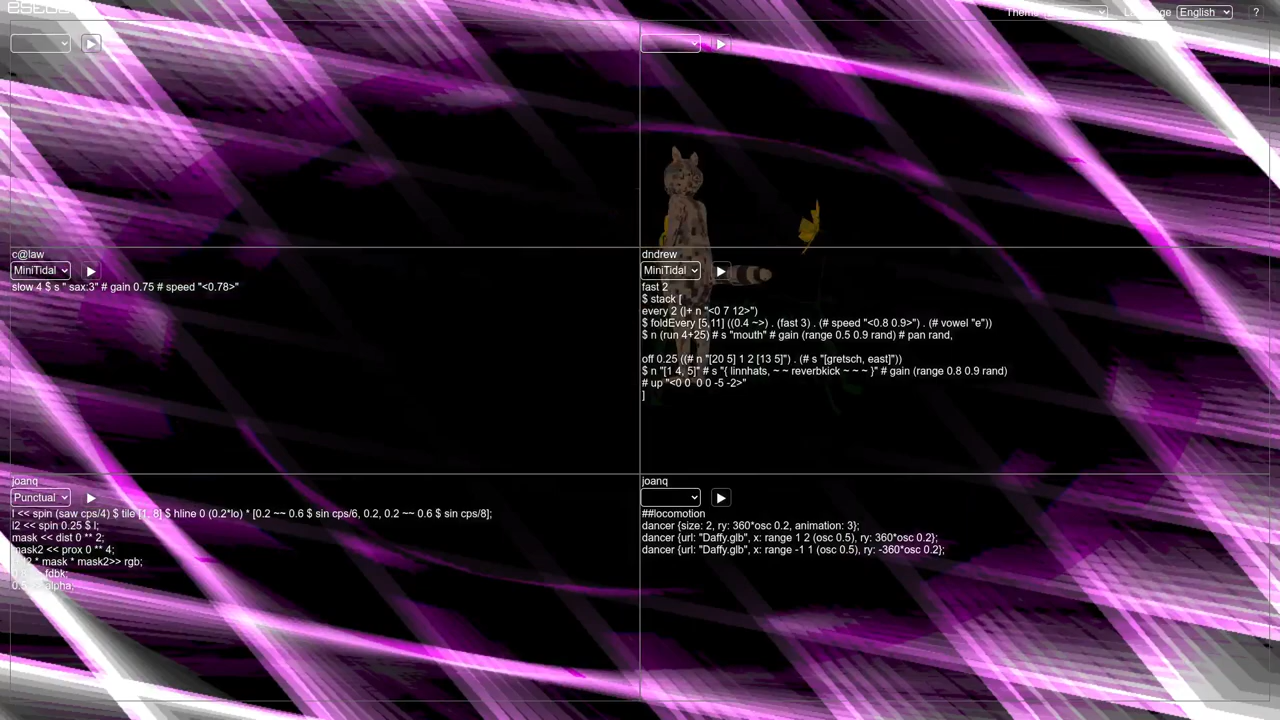 Language
English
?
c@law
MiniTidal
slow 4 $ s " sax:3" # gain 0.75 # speed "<0.78>"
dndrew
MiniTidal
fast 2
$ stack [
every 2 (|+ n "<0 7 12>")
$ foldEvery [5,11] ((0.4 ~>) . (fast 3) . (# speed "<0.8 0.9>") . (# vowel "e"))
$ n (run 4+25) # s "mouth" # gain (range 0.5 0.9 rand) # pan rand,
off 0.25 ((# n "[20 5] 1 2 [13 5]") . (# s "[gretsch, east]"))
$ n "[1 4, 5]" # s "{ linnhats, ~ ~ reverbkick ~ ~ ~ }" # gain (range 0.8 0.9 rand)
# up "<0 0  0 0 -5 -2>"
]
joanq
Punctual
l << spin (saw cps/4) $ tile [1, 8] $ hline 0 (0.2*lo) * [0.2 ~~ 0.6 $ sin cps/6, 0.2, 0.2 ~~ 0.6 $ sin cps/8];
l2 << spin 0.25 $ l;
mask << dist 0 ** 2;
mask2 << prox 0 ** 4;
* mask * mask2>> rgb;
fdbk;
alpha;
joanq
##locomotion
dancer {size: 2, ry: 360*osc 0.2, animation: 3};
dancer {url: "Daffy.glb", x: range 1 2 (osc 0.5), ry: 360*osc 0.2};
dancer {url: "Daffy.glb", x: range -1 1 (osc 0.5), ry: -360*osc 0.2};